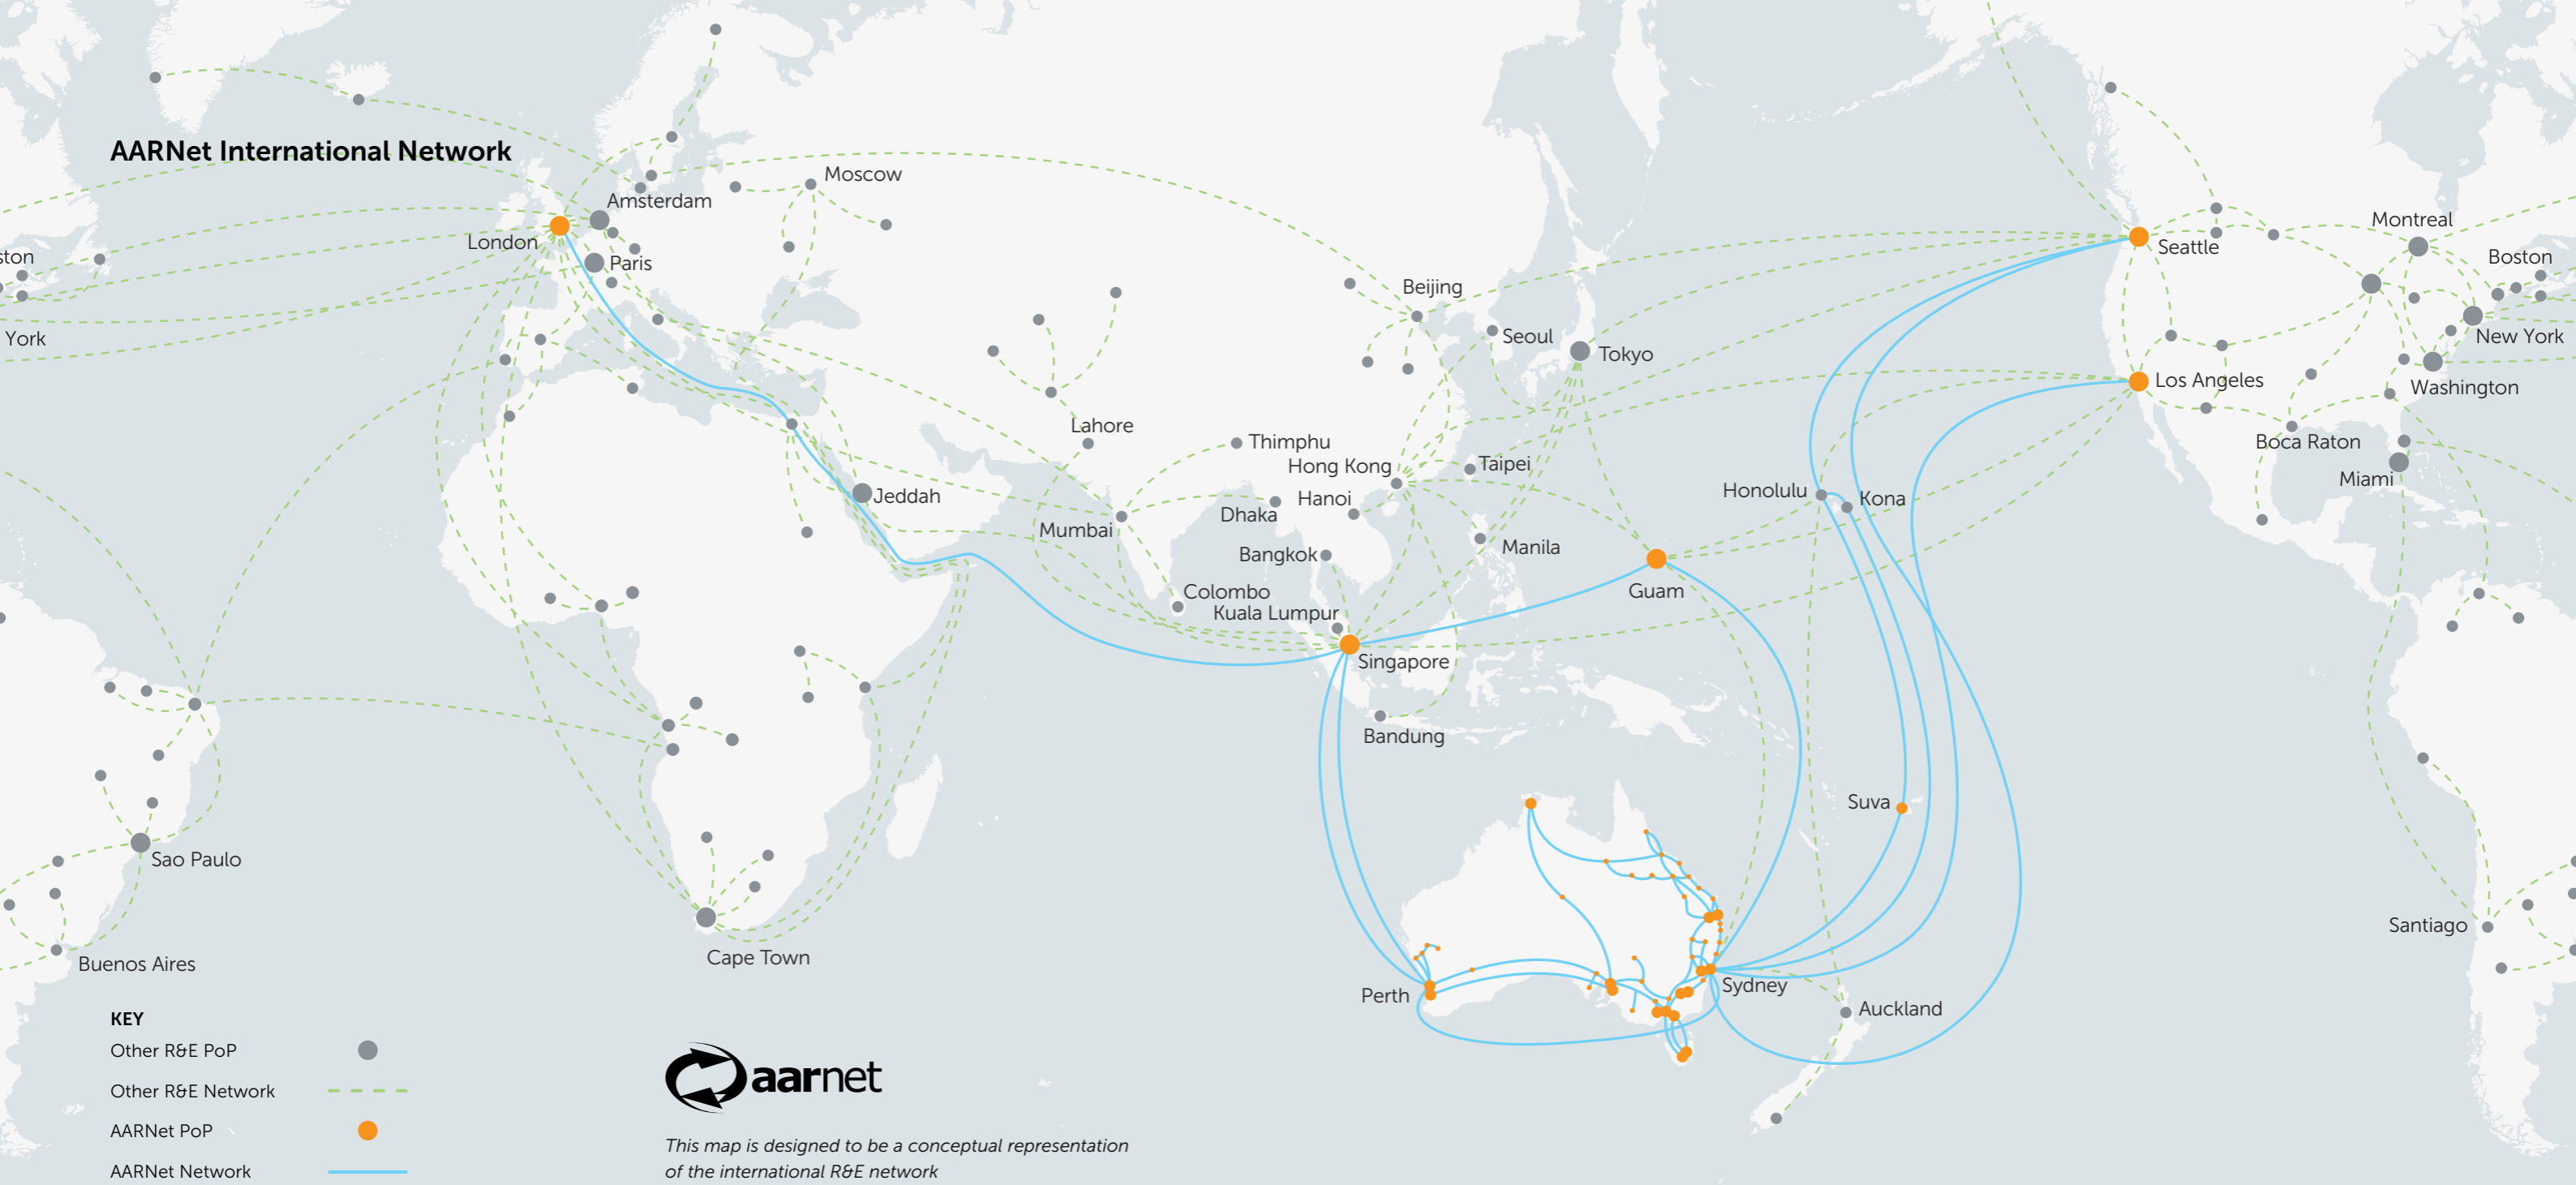 AARNet International Network
Moscow
Amsterdam
London
Paris
ston
York
Beijing
Seoul
Tokyo
Seattle
Montreal
Boston
New York
Los Angeles
Washington
Boca Raton
Miami
Lahore
Thimphu
Hong Kong
Taipei
Jeddah
Hanoi
Dhaka
Mumbai
Honolulu
Kona
Bangkok
Manila
Colombo
Kuala Lumpur
Guam
Singapore
Bandung
Suva
Sao Paulo
Santiago
Buenos Aires
Cape Town
Perth
Sydney
Auckland
KEY
Other R&E PoP
Other R&E Network
AARNet PoP
AARNet Network
aarnet
This map is designed to be a conceptual representation
of the international R&E network